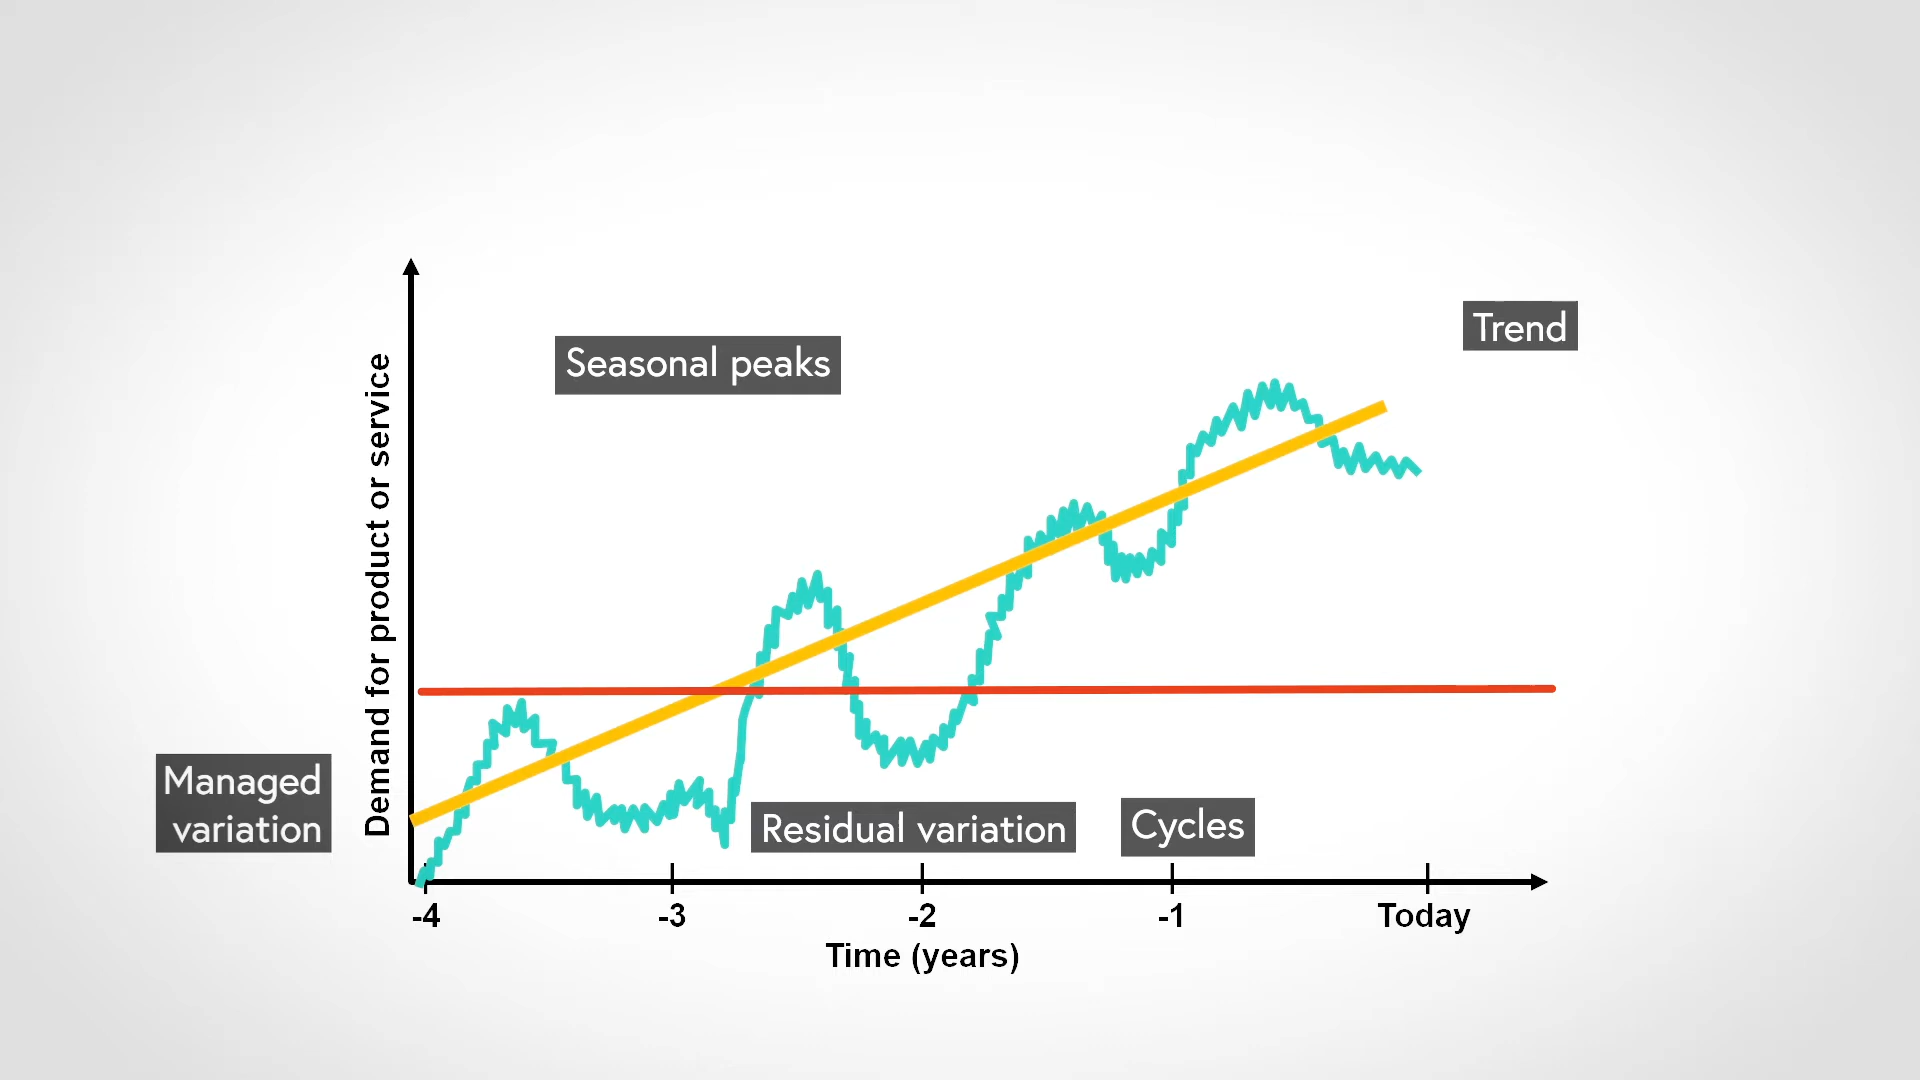 Trend
Seasonal peaks
Demand for product or service
Managed
variation
Residual variation
Cycles
-4
-3
-2
-1
Today
Time (years)